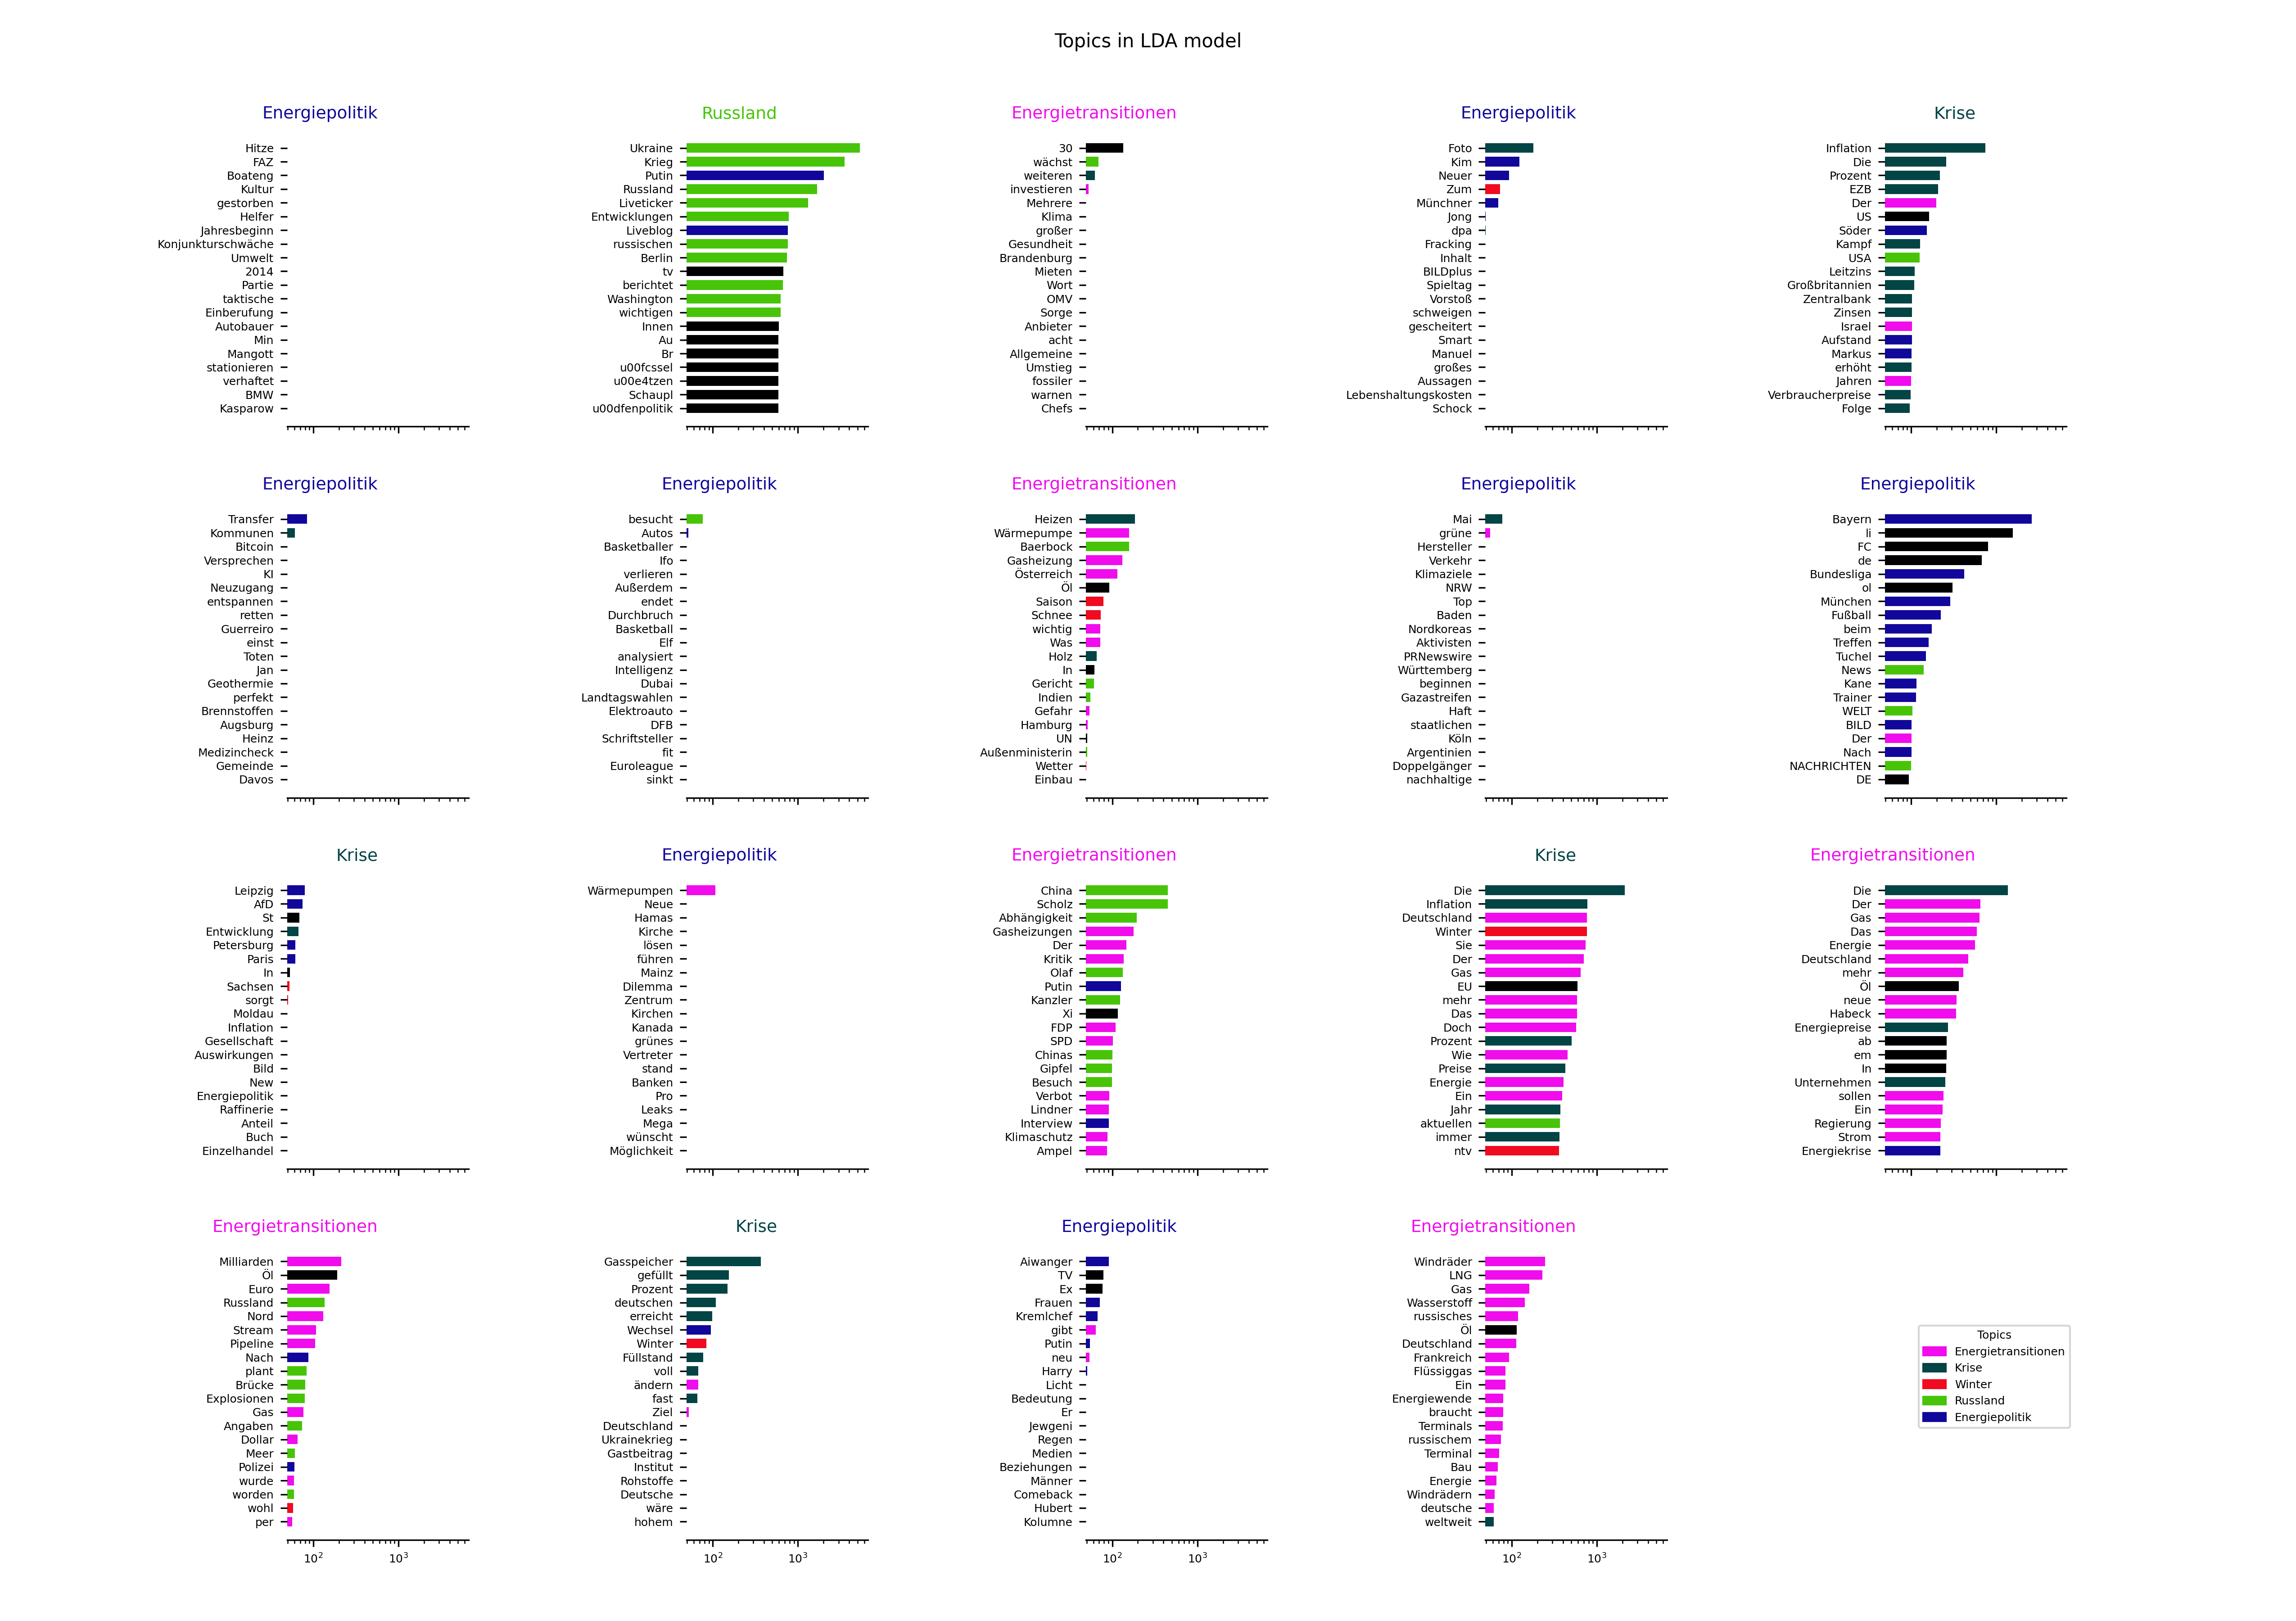 Topics in LDA model
Energiepolitik
Hitze
FAZ
Boateng
Kultur
gestorben
Helfer
Jahresbeginn
Konjunkturschwäche
Umwelt
2014
Partie
taktische
Einberufung
Autobauer
Min
Mangott
stationieren
verhaftet
BMW
Kasparow
Russland
Ukraine
Krieg
Putin
Russland
Liveticker
Entwicklungen
Liveblog
russischen
Berlin
tv
berichtet
Washington
wichtigen
Innen
Au
Br
u00fcssel
u00e4tzen
Schaupl
u00dfenpolitik
Energietransitionen
30
wächst
weiteren
investieren
Mehrere
Klima
großer
Gesundheit
Brandenburg
Mieten
Wort
OMV
Sorge
Anbieter
acht
Allgemeine
Umstieg
fossiler
warnen
Chefs
Energiepolitik
Foto
Kim
Neuer
Zum
Münchner
Jong
dpa
Fracking
Inhalt
BILDplus
Spieltag
Vorstoß
schweigen
gescheitert
Smart
Manuel
großes
Aussagen
Lebenshaltungskosten
Schock
Krise
Inflation
Die
Prozent
EZB
Der
US
Söder
Kampf
USA
Leitzins
Großbritannien
Zentralbank
Zinsen
Israel
Aufstand
Markus
erhöht
Jahren
Verbraucherpreise
Folge
Energiepolitik
Transfer
Kommunen
Bitcoin
Versprechen
KI
Neuzugang
entspannen
retten
Guerreiro
einst
Toten
Jan
Geothermie
perfekt
Brennstoffen
Augsburg
Heinz
Medizincheck
Gemeinde
Davos
Energiepolitik
besucht
Autos
Basketballer
Ifo
verlieren
Außerdem
endet
Durchbruch
Basketball
Elf
analysiert
Intelligenz
Dubai
Landtagswahlen
Elektroauto
DFB
Schriftsteller
fit
Euroleague
sinkt
Energietransitionen
Heizen
Wärmepumpe
Baerbock
Gasheizung
Österreich
Öl
Saison
Schnee
wichtig
Was
Holz
In
Gericht
Indien
Gefahr
Hamburg
UN
Außenministerin
Wetter
Einbau
Energiepolitik
Mai
grüne
Hersteller
Verkehr
Klimaziele
NRW
Top
Baden
Nordkoreas
Aktivisten
PRNewswire
Württemberg
beginnen
Gazastreifen
Haft
staatlichen
Köln
Argentinien
Doppelgänger
nachhaltige
Energiepolitik
Bayern
li
FC
de
Bundesliga
ol
München
Fußball
beim
Treffen
Tuchel
News
Kane
Trainer
WELT
BILD
Der
Nach
NACHRICHTEN
DE
Krise
Leipzig
AfD
St
Entwicklung
Petersburg
Paris
In
Sachsen
sorgt
Moldau
Inflation
Gesellschaft
Auswirkungen
Bild
New
Energiepolitik
Raffinerie
Anteil
Buch
Einzelhandel
Energiepolitik
Wärmepumpen
Neue
Hamas
Kirche
lösen
führen
Mainz
Dilemma
Zentrum
Kirchen
Kanada
grünes
Vertreter
stand
Banken
Pro
Leaks
Mega
wünscht
Möglichkeit
Energietransitionen
China
Scholz
Abhängigkeit
Gasheizungen
Der
Kritik
Olaf
Putin
Kanzler
Xi
FDP
SPD
Chinas
Gipfel
Besuch
Verbot
Lindner
Interview
Klimaschutz
Ampel
Krise
Die
Inflation
Deutschland
Winter
Sie
Der
Gas
EU
mehr
Das
Doch
Prozent
Wie
Preise
Energie
Ein
Jahr
aktuellen
immer
ntv
Energietransitionen
Die
Der
Gas
Das
Energie
Deutschland
mehr
Öl
neue
Habeck
Energiepreise
ab
em
In
Unternehmen
sollen
Ein
Regierung
Strom
Energiekrise
Energietransitionen
Milliarden
Öl
Euro
Russland
Nord
Stream
Pipeline
Nach
plant
Brücke
Explosionen
Gas
Angaben
Dollar
Meer
Polizei
wurde
worden
wohl
per
10² 10³
Krise
Gasspeicher
gefüllt
Prozent
deutschen
erreicht
Wechsel
Winter
Füllstand
voll
ändern
fast
Ziel
Deutschland
Ukrainekrieg
Gastbeitrag
Institut
Rohstoffe
Deutsche
wäre
hohem
10² 10³
Energiepolitik
Aiwanger
TV
Ex
Frauen
Kremlchef
gibt
Putin
neu
Harry
Licht
Bedeutung
Er
Jewgeni
Regen
Medien
Beziehungen
Männer
Comeback
Hubert
Kolumne
10² 10³
Energietransitionen
Windräder
LNG
Gas
Wasserstoff
russisches
Öl
Deutschland
Frankreich
Flüssiggas
Ein
Energiewende
braucht
Terminals
russischem
Terminal
Bau
Energie
Windrädern
deutsche
weltweit
10² 10³
Topics
Energietransitionen
Krise
Winter
Russland
Energiepolitik